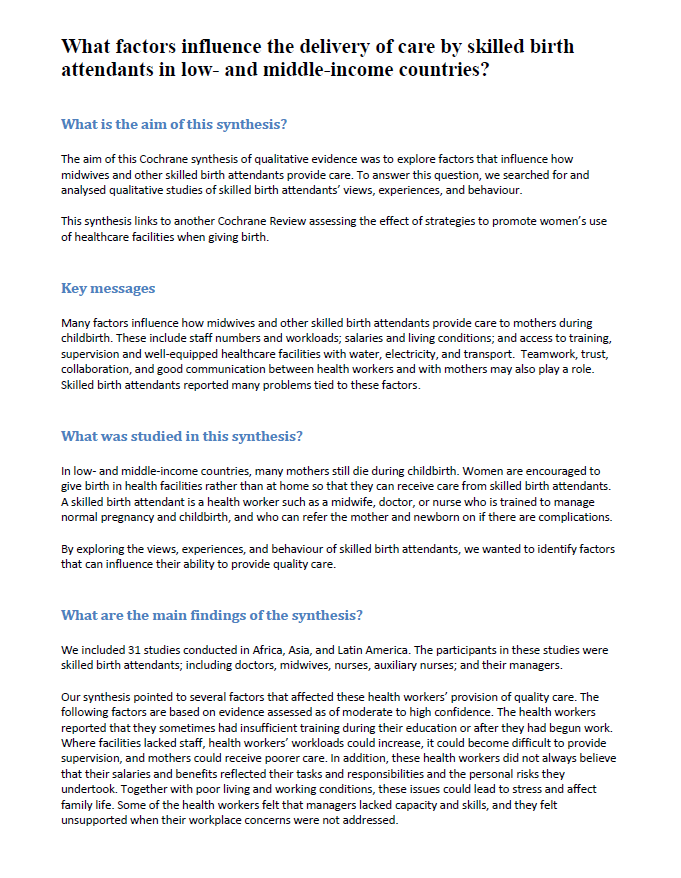 What factors influence the delivery of care by skilled birth
attendants in low- and middle-income countries?
What is the aim of this synthesis?
The aim of this Cochrane synthesis of qualitative evidence was to explore factors that influence how
midwives and other skilled birth attendants provide care. To answer this question, we searched for and
analysed qualitative studies of skilled birth attendants’ views, experiences, and behaviour.
This synthesis links to another Cochrane Review assessing the effect of strategies to promote women’s use
of healthcare facilities when giving birth.
Key messages
Many factors influence how midwives and other skilled birth attendants provide care to mothers during
childbirth. These include staff numbers and workloads; salaries and living conditions; and access to training,
supervision and well-equipped healthcare facilities with water, electricity, and transport. Teamwork, trust,
collaboration, and good communication between health workers and with mothers may also play a role.
Skilled birth attendants reported many problems tied to these factors.
What was studied in this synthesis?
In low- and middle-income countries, many mothers still die during childbirth. Women are encouraged to
give birth in health facilities rather than at home so that they can receive care from skilled birth attendants.
A skilled birth attendant is a health worker such as a midwife, doctor, or nurse who is trained to manage
normal pregnancy and childbirth, and who can refer the mother and newborn on if there are complications.
By exploring the views, experiences, and behaviour of skilled birth attendants, we wanted to identify factors
that can influence their ability to provide quality care.
What are the main findings of the synthesis?
We included 31 studies conducted in Africa, Asia, and Latin America. The participants in these studies were
skilled birth attendants; including doctors, midwives, nurses, auxiliary nurses; and their managers.
Our synthesis pointed to several factors that affected these health workers’ provision of quality care. The
following factors are based on evidence assessed as of moderate to high confidence. The health workers
reported that they sometimes had insufficient training during their education or after they had begun work.
Where facilities lacked staff, health workers’ workloads could increase, it could become difficult to provide
supervision, and mothers could receive poorer care. In addition, these health workers did not always believe
that their salaries and benefits reflected their tasks and responsibilities and the personal risks they
undertook. Together with poor living and working conditions, these issues could lead to stress and affect
family life. Some of the health workers felt that managers lacked capacity and skills, and they felt
unsupported when their workplace concerns were not addressed.